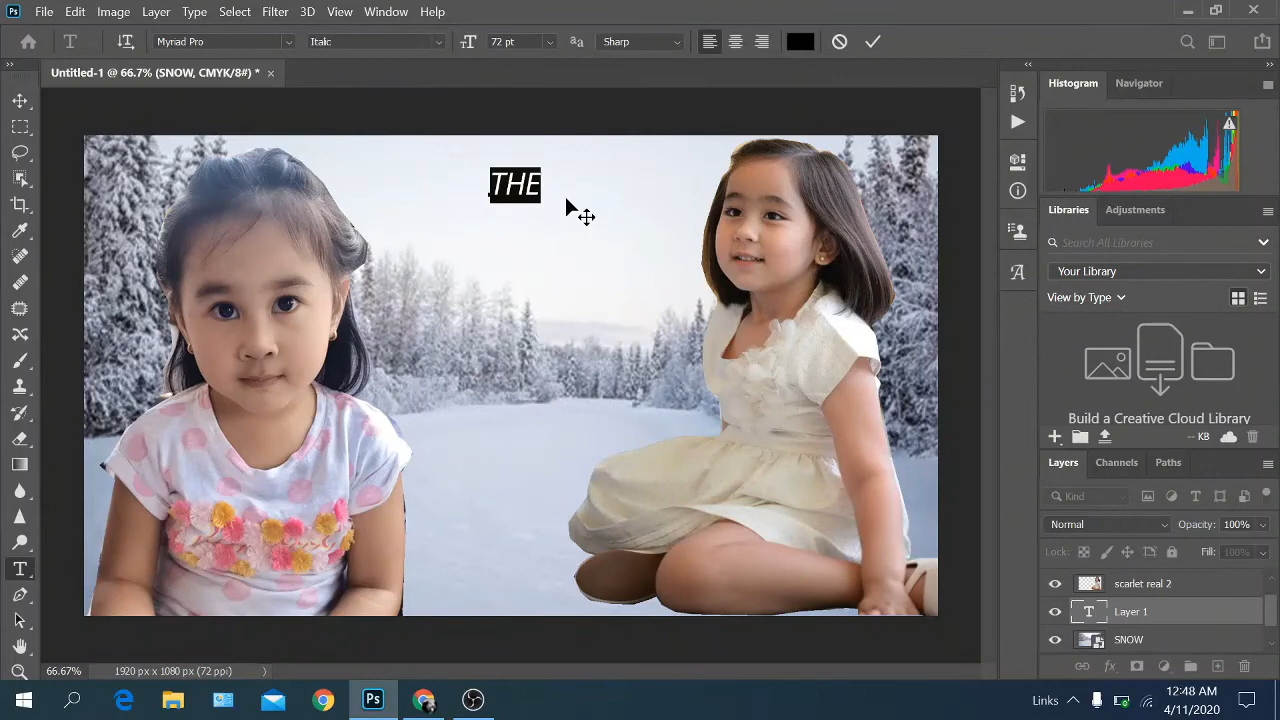 Ps File Edit Image Layer Type Select Filter 3D View Window Help
T Myriad Pro Italic 72 pt Sharp
Untitled-1 @ 66.7% (SNOW, CMYK/8#) * ×
Histogram Navigator
THE
Libraries Adjustments
Search All Libraries
Your Library
View by Type
Build a Creative Cloud Library
-- KB
Layers Channels Paths
Kind
Normal Opacity: 100%
Lock: Fill: 100%
scarlet real 2
T Layer 1
SNOW
66.67% 1920 px x 1080 px (72 ppi)
Links 12:48 AM
4/11/2020